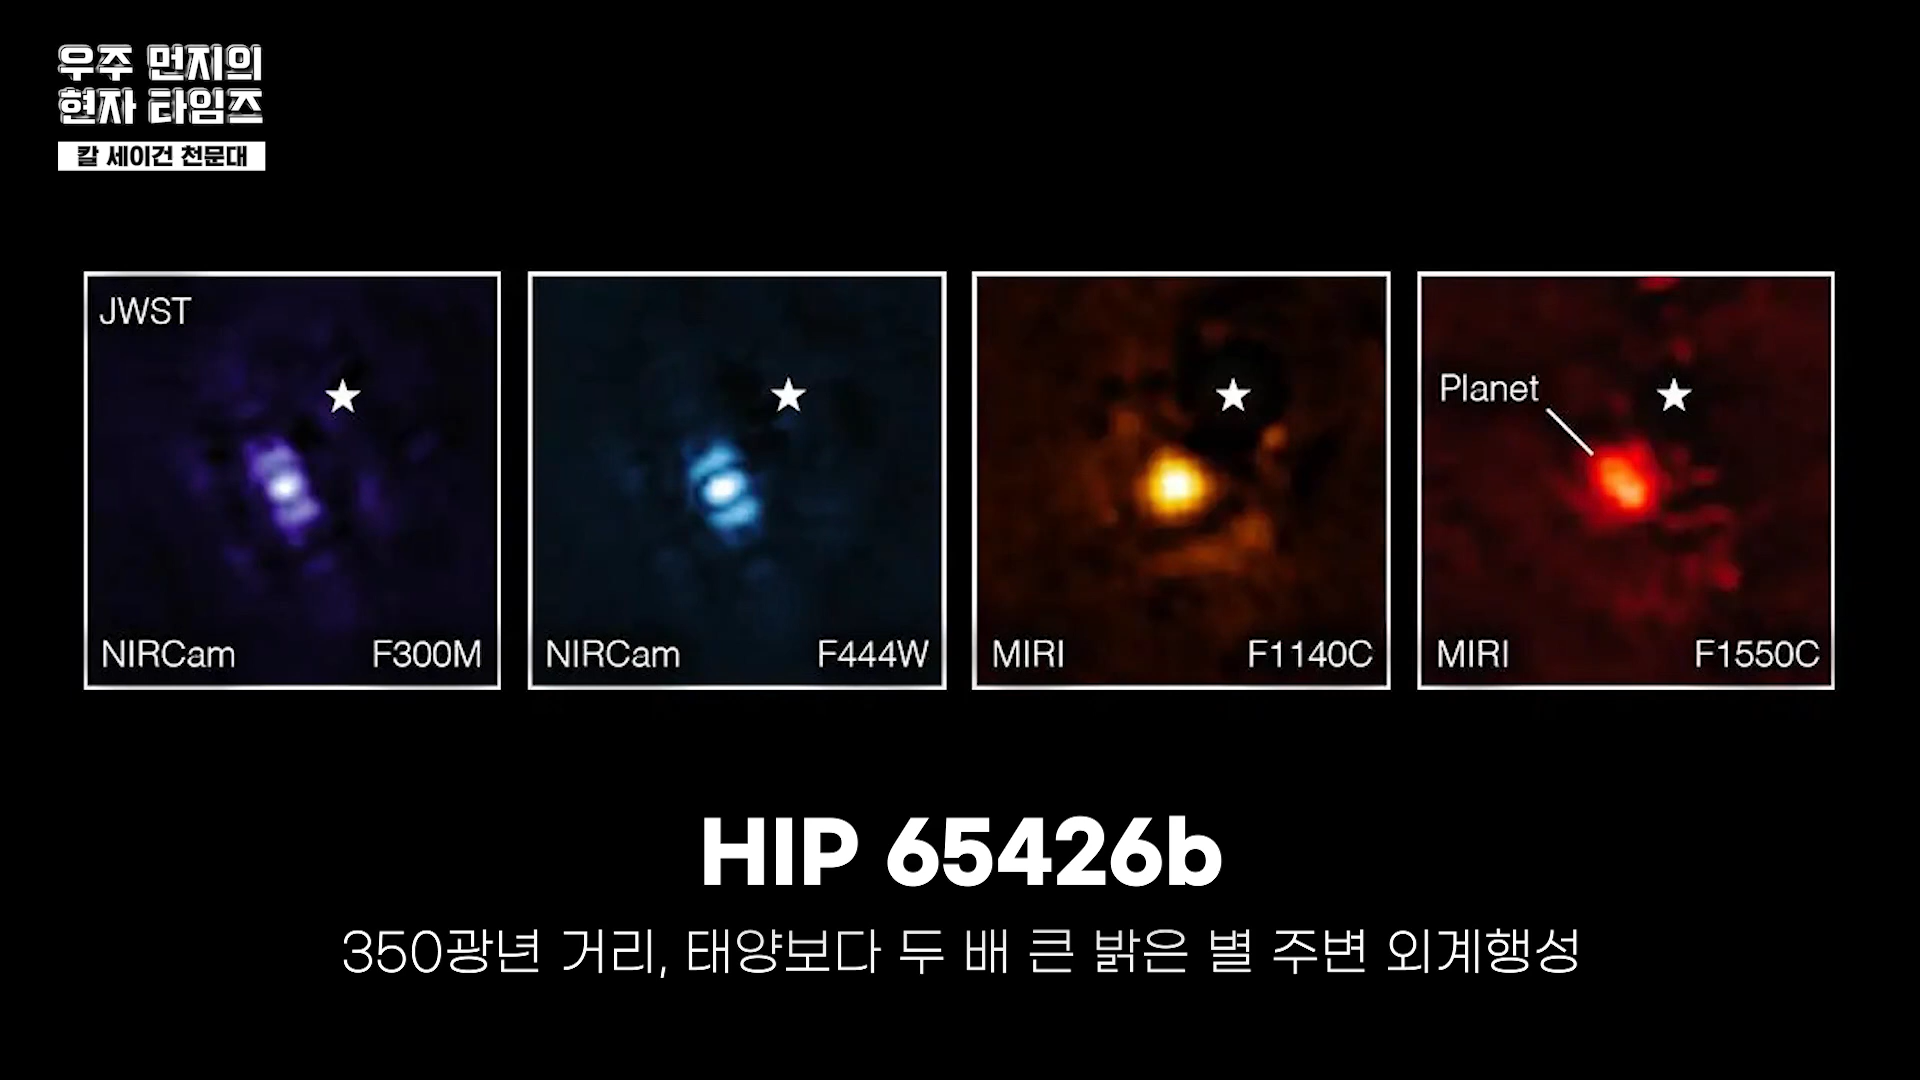 우주 먼지의
현자 타임즈
칼 세이건 천문대
JWST
NIRCam F300M
NIRCam F444W
MIRI F1140C
Planet
MIRI F1550C
HIP 65426b
350광년 거리, 태양보다 두 배 큰 밝은 별 주변 외계행성